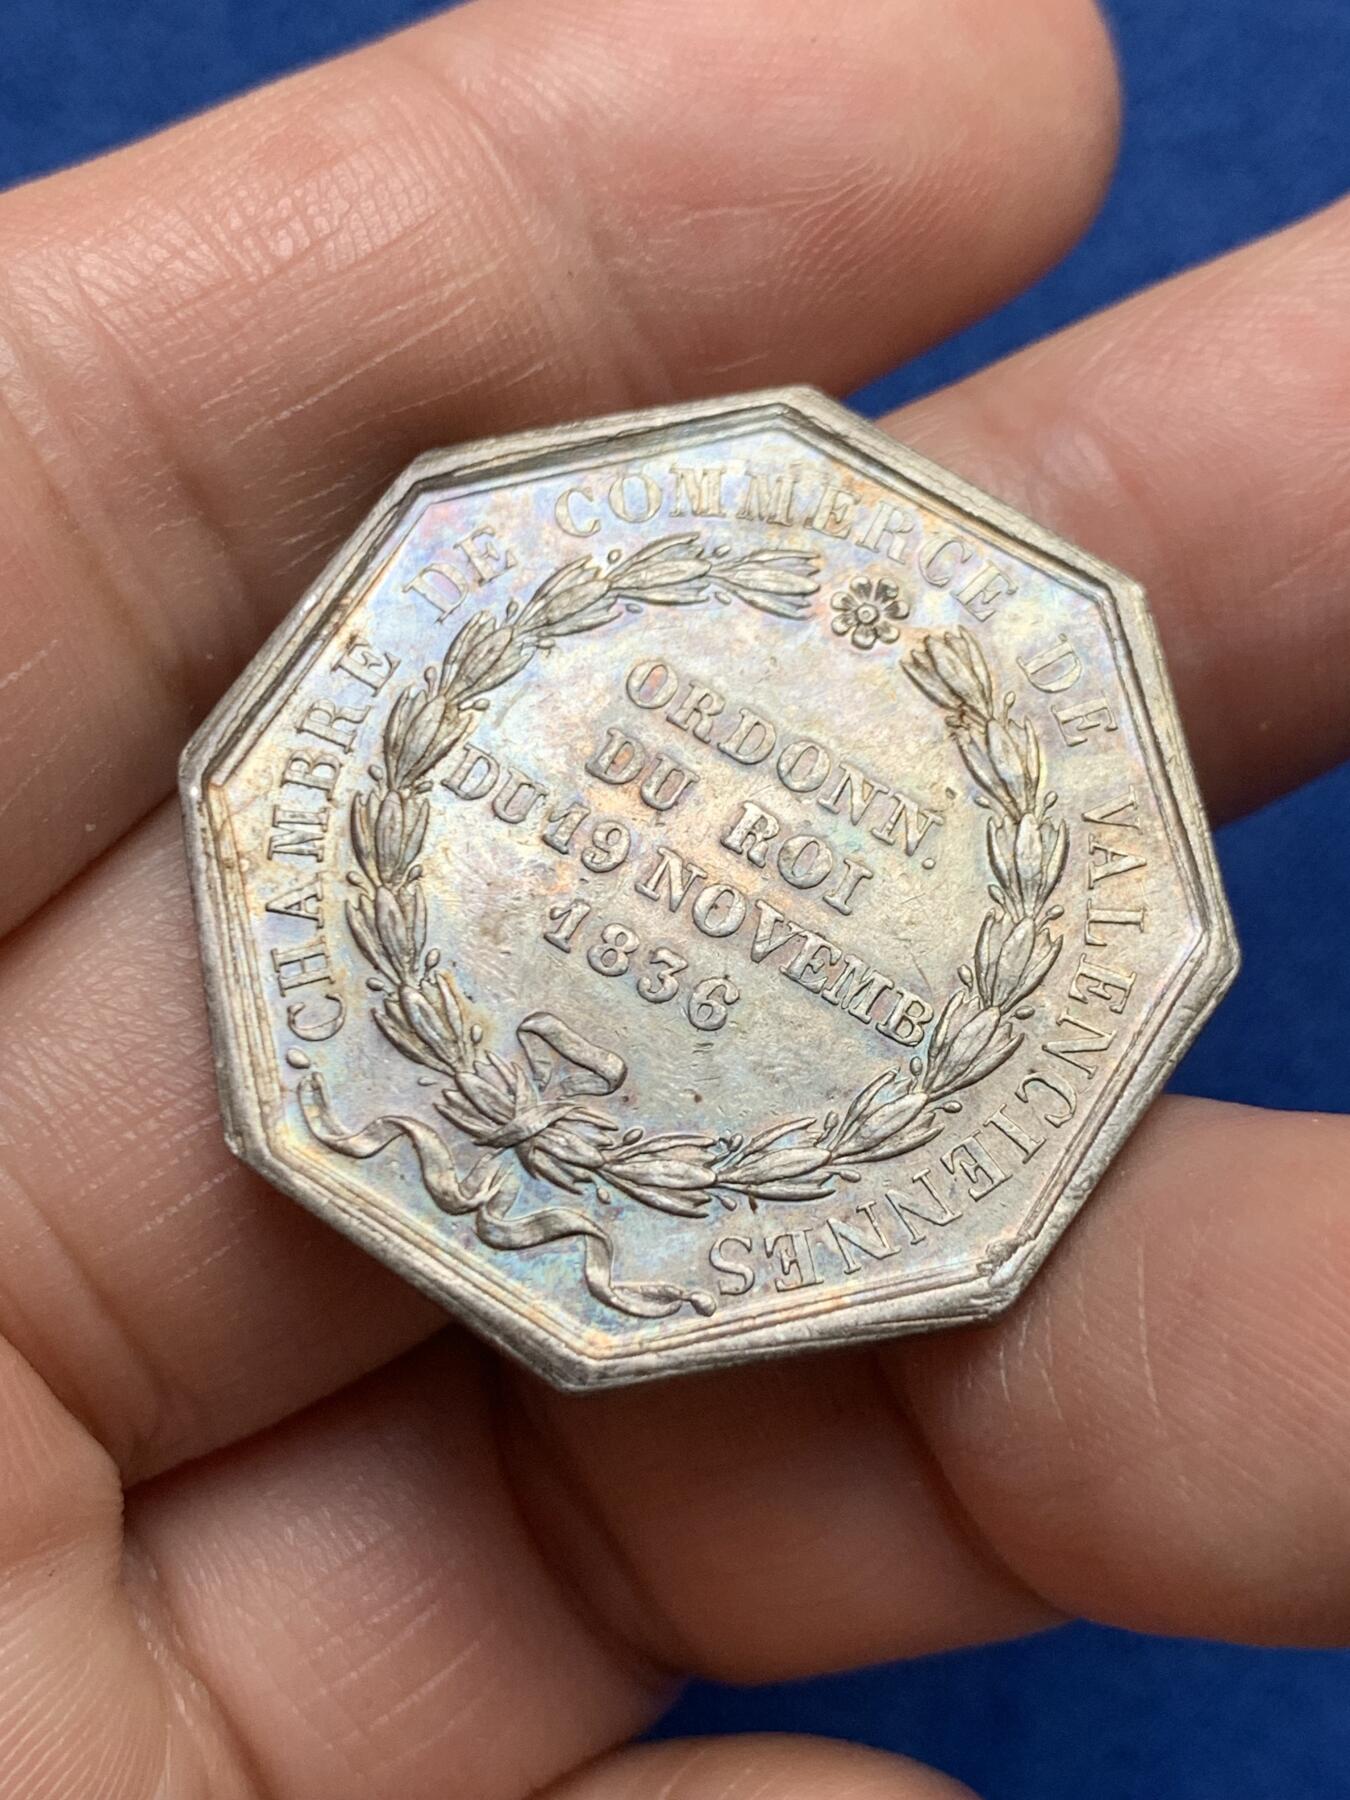 CHAMBRE DE COMMERCE DE VALENCIENNES
ORDONN.
DU ROI
DU 19 NOVEMB
1836